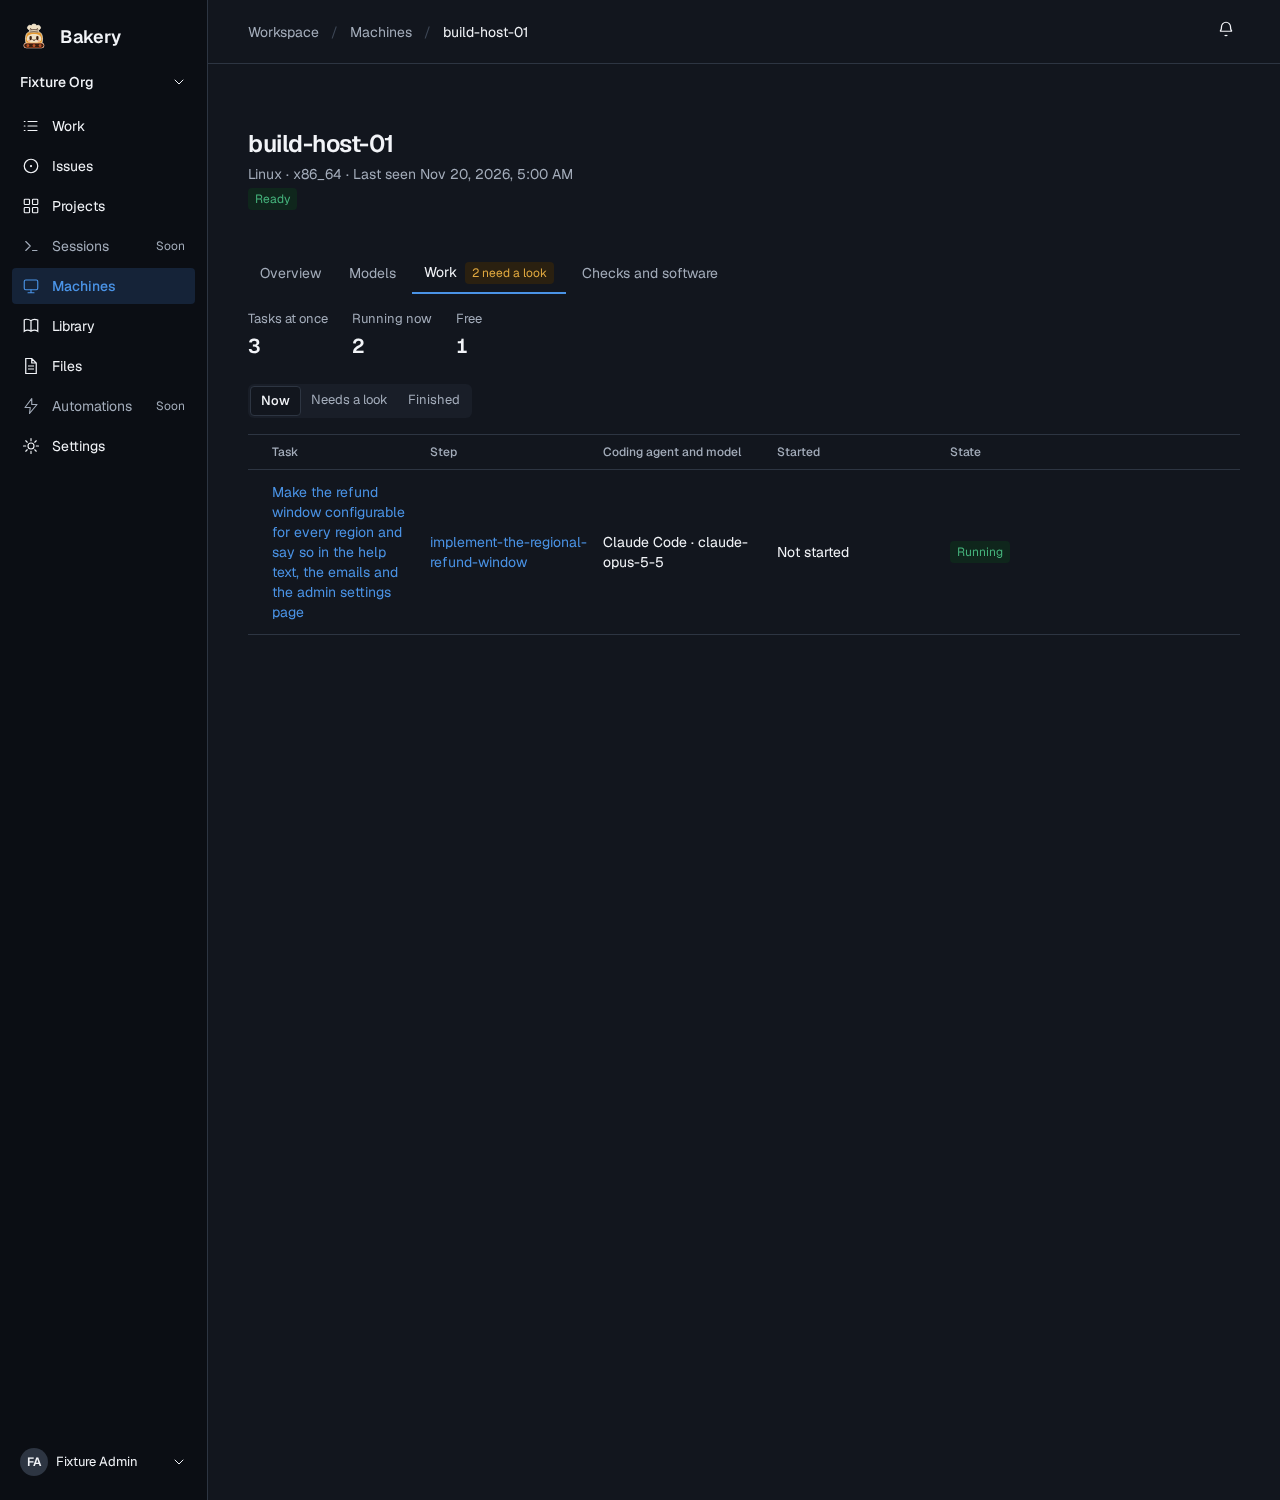 Bakery
Fixture Org
Work
Issues
Projects
Sessions Soon
Machines
Library
Files
Automations Soon
Settings
FA Fixture Admin
Workspace / Machines / build-host-01
build-host-01
Linux · x86_64 · Last seen Nov 20, 2026, 5:00 AM
Ready
Overview Models Work 2 need a look Checks and software
Tasks at once Running now Free
3 2 1
Now Needs a look Finished
Task Step Coding agent and model Started State
Make the refund
window configurable
for every region and
say so in the help
text, the emails and
the admin settings
page
implement-the-regional-
refund-window
Claude Code · claude-
opus-5-5
Not started
Running